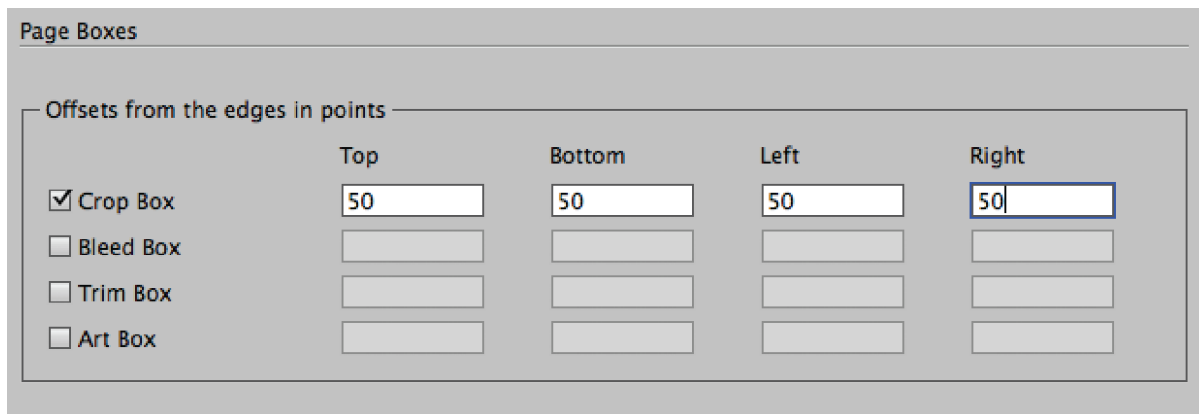 Page Boxes
Offsets from the edges in points
Top Bottom Left Right
Crop Box 50 50 50 50
Bleed Box
Trim Box
Art Box